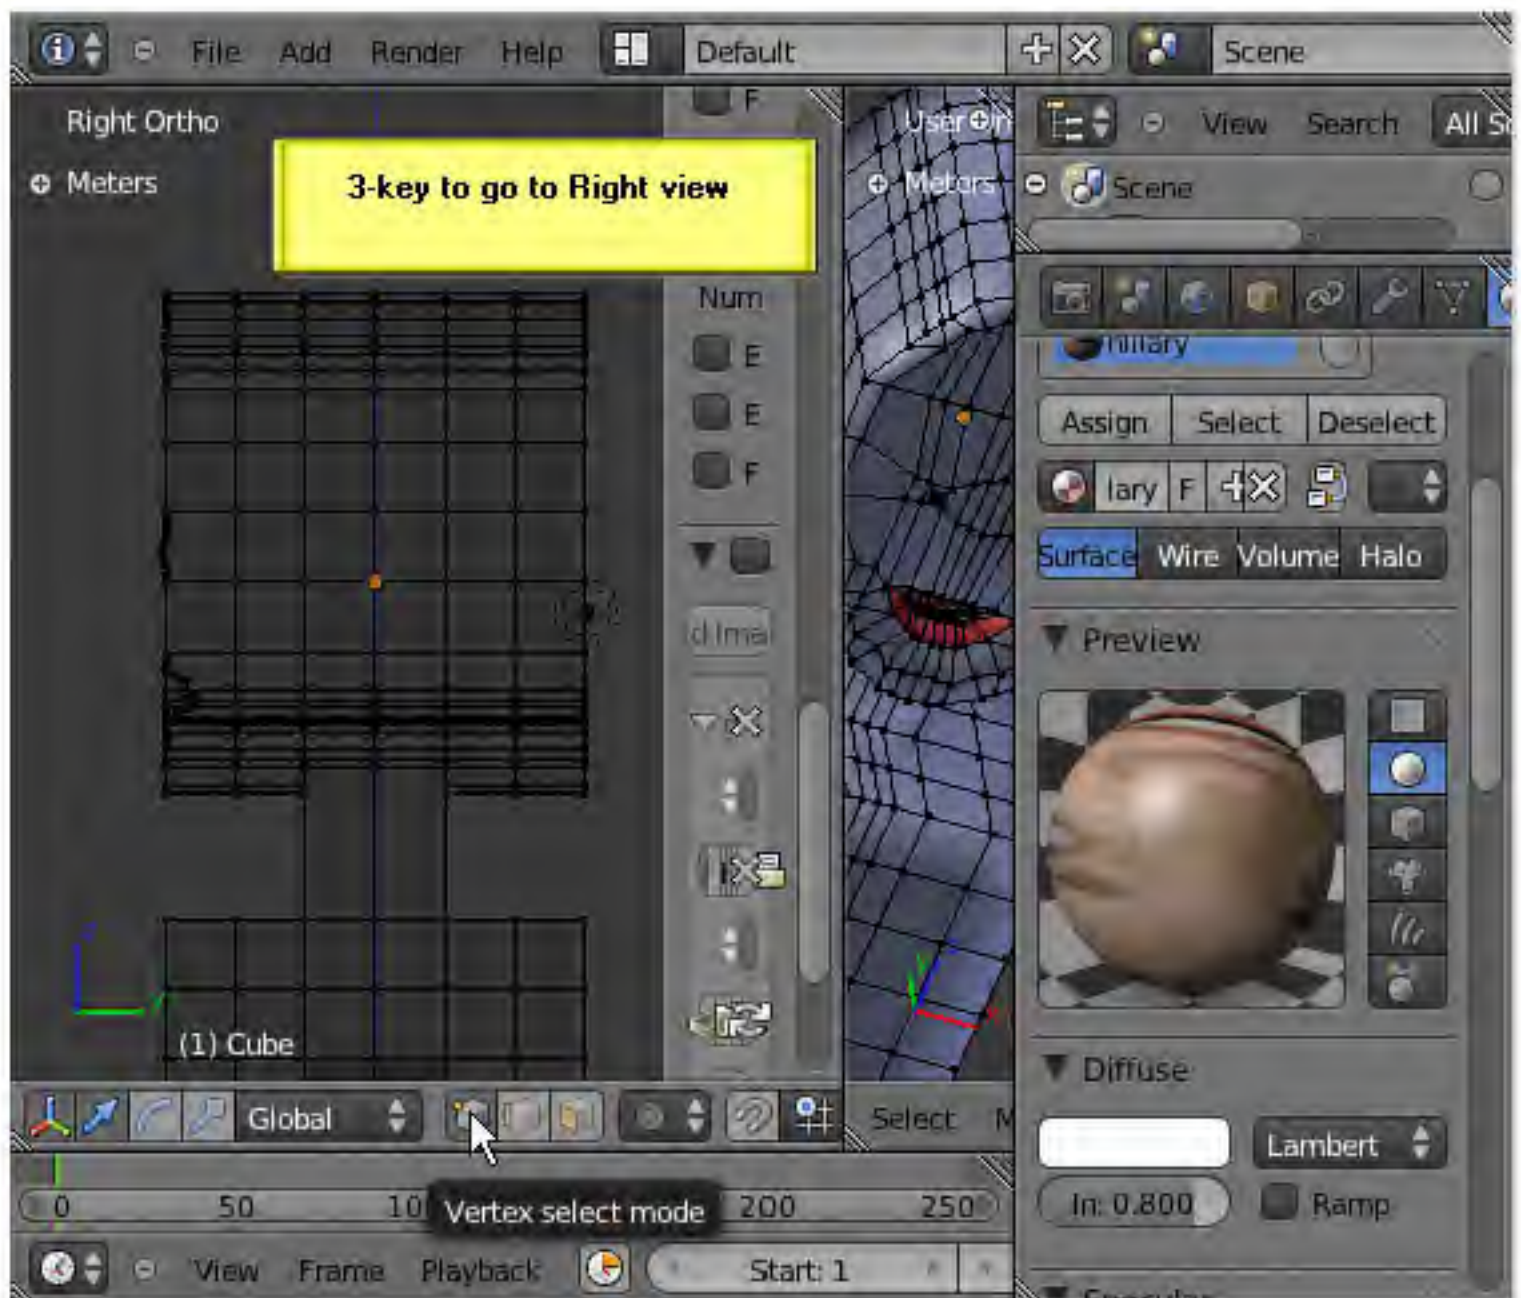 File Add Render Help Default Scene
Right Ortho
Meters
3-key to go to Right view
F
Num
E
E
F
(1) Cube
Global
Meters
Select
View Search
Scene
Assign Select Deselect
lary F
Surface Wire Volume Halo
Preview
Diffuse
Lambert
In: 0.800 Ramp
0 50 200 250
Vertex select mode
View Frame Playback Start: 1